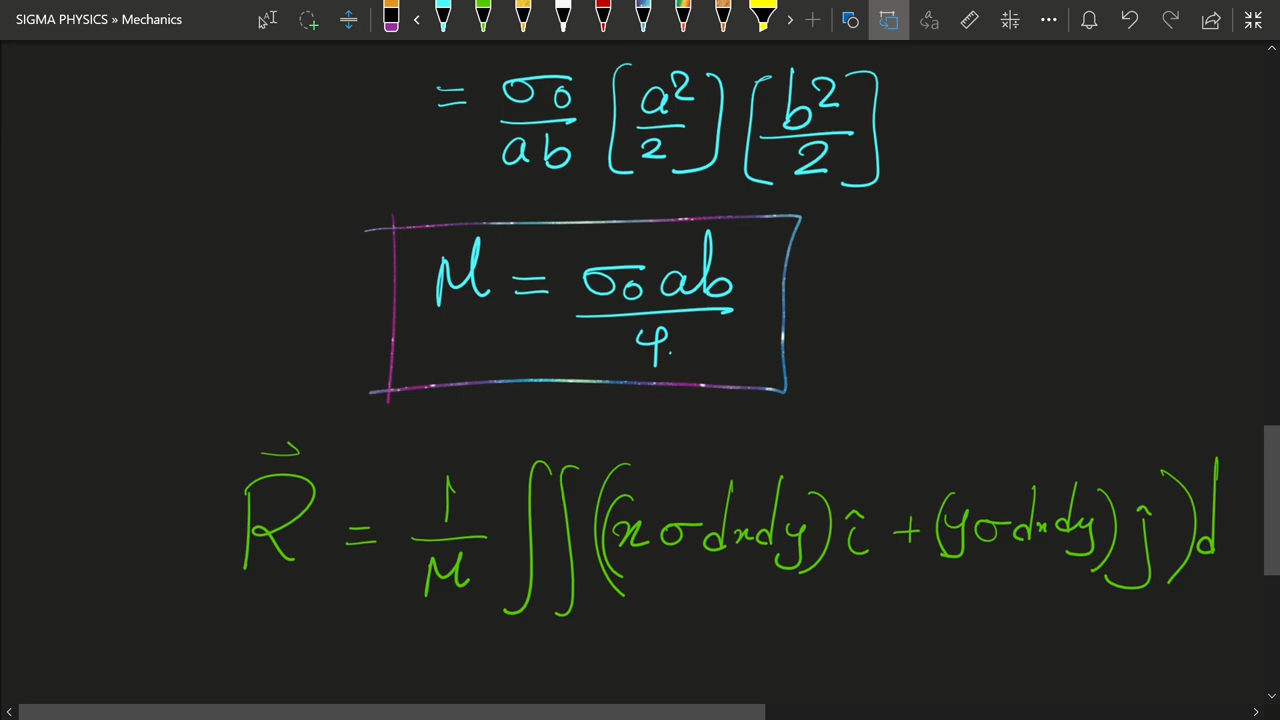 SIGMA PHYSICS » Mechanics
= σ₀/ab [a²/2] [b²/2]
M = σ₀ab/4.
R⃗ = 1/M ∫∫ ((xσdxdy) î + (yσdxdy) ĵ) d